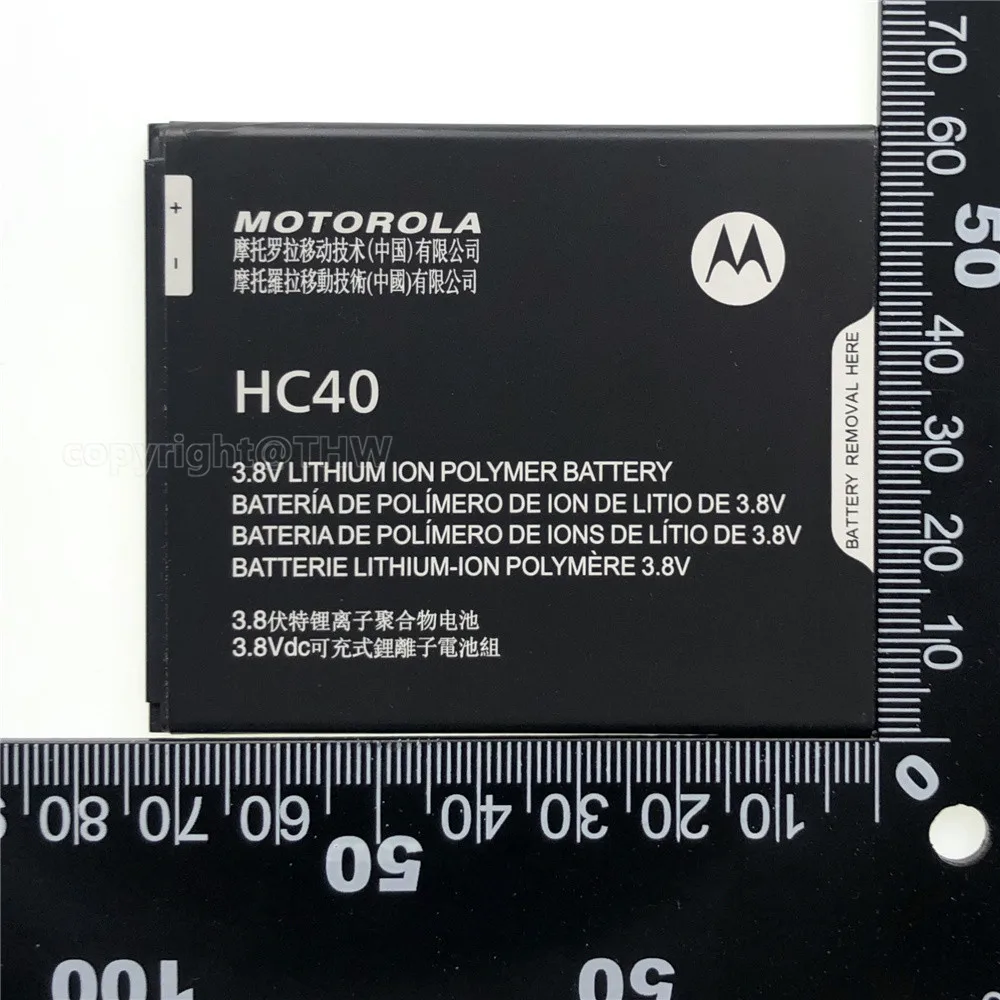 +
-
MOTOROLA
摩托罗拉移动技术(中国)有限公司
摩托羅拉移動技術(中國)有限公司
HC40
copyright@THW
3.8V LITHIUM ION POLYMER BATTERY
BATERÍA DE POLÍMERO DE ION DE LITIO DE 3.8V
BATERIA DE POLÍMERO DE IONS DE LÍTIO DE 3.8V
BATTERIE LITHIUM-ION POLYMÈRE 3.8V
3.8伏特锂离子聚合物电池
3.8Vdc可充式鋰離子電池組
BATTERY REMOVAL HERE
70
60
50
40
30
20
10
0
80 70 60 50 40 30 20 10
100 50